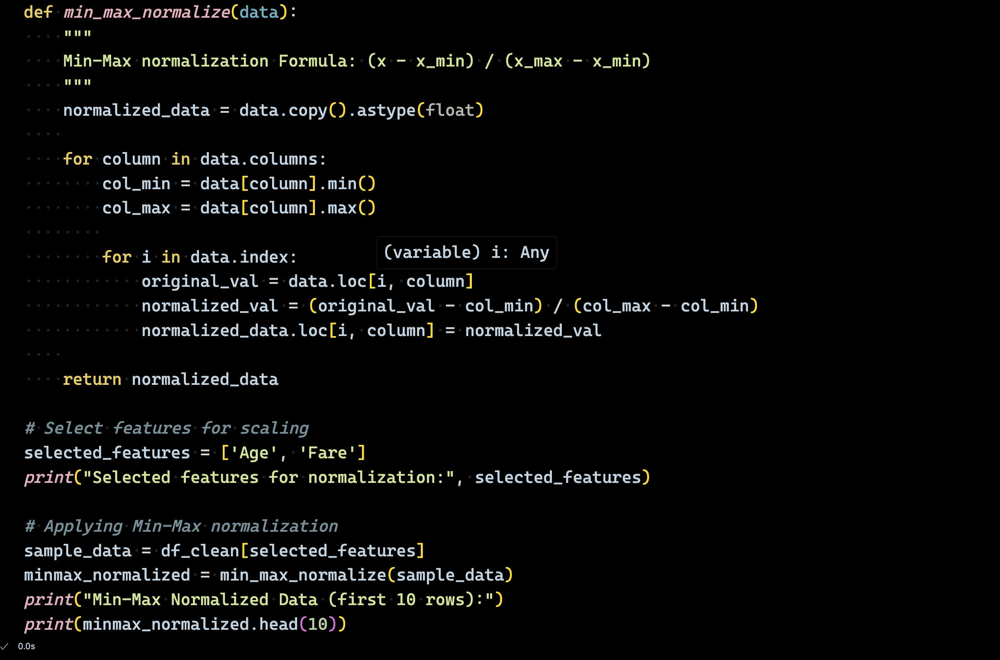 def min_max_normalize(data):
    """
    Min-Max normalization Formula: (x - x_min) / (x_max - x_min)
    """
    normalized_data = data.copy().astype(float)
    for column in data.columns:
        col_min = data[column].min()
        col_max = data[column].max()
        for i in data.index:
(variable) i: Any
            original_val = data.loc[i, column]
            normalized_val = (original_val - col_min) / (col_max - col_min)
            normalized_data.loc[i, column] = normalized_val
    return normalized_data
# Select features for scaling
selected_features = ['Age', 'Fare']
print("Selected features for normalization:", selected_features)
# Applying Min-Max normalization
sample_data = df_clean[selected_features]
minmax_normalized = min_max_normalize(sample_data)
print("Min-Max Normalized Data (first 10 rows):")
print(minmax_normalized.head(10))
0.0s